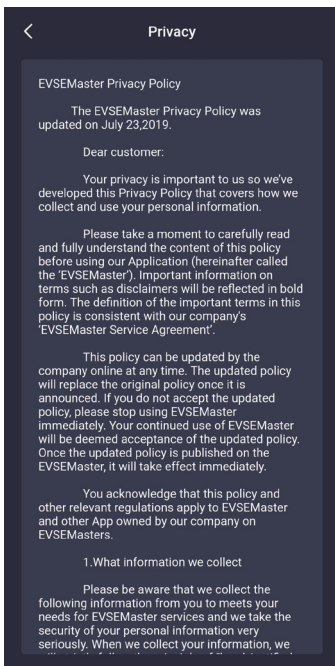 Privacy
EVSEMaster Privacy Policy
The EVSEMaster Privacy Policy was
updated on July 23,2019.
Dear customer:
Your privacy is important to us so we've
developed this Privacy Policy that covers how we
collect and use your personal information.
Please take a moment to carefully read
and fully understand the content of this policy
before using our Application (hereinafter called
the ‘EVSEMaster’). Important information on
terms such as disclaimers will be reflected in bold
form. The definition of the important terms in this
policy is consistent with our company's
‘EVSEMaster Service Agreement’.
This policy can be updated by the
company online at any time. The updated policy
will replace the original policy once it is
announced. If you do not accept the updated
policy, please stop using EVSEMaster
immediately. Your continued use of EVSEMaster
will be deemed acceptance of the updated policy.
Once the updated policy is published on the
EVSEMaster, it will take effect immediately.
You acknowledge that this policy and
other relevant regulations apply to EVSEMaster
and other App owned by our company on
EVSEMasters.
1.What information we collect
Please be aware that we collect the
following information from you to meets your
needs for EVSEMaster services and we take the
security of your personal information very
seriously. When we collect your information, we